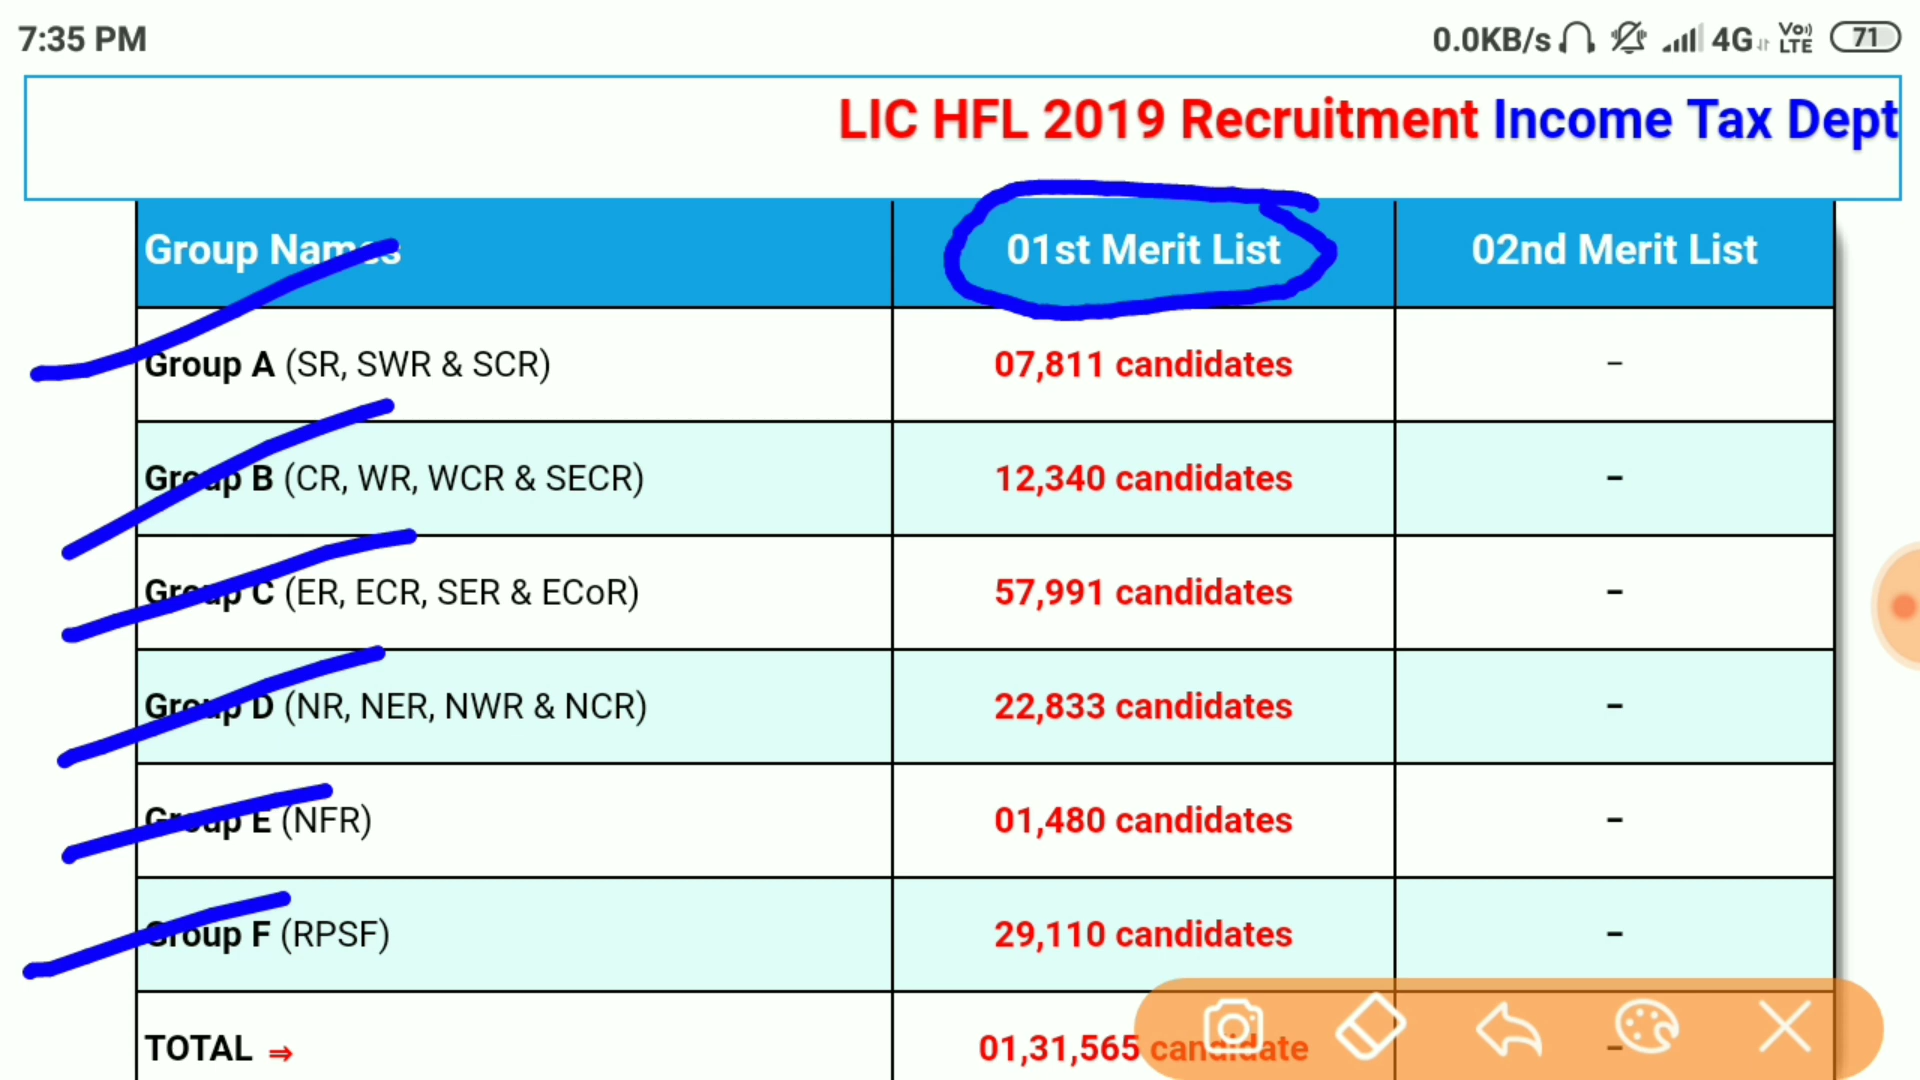 7:35 PM
0.0KB/s 4G VoLTE 71
LIC HFL 2019 Recruitment Income Tax Dept
Group Names 01st Merit List 02nd Merit List
Group A (SR, SWR & SCR) 07,811 candidates –
Group B (CR, WR, WCR & SECR) 12,340 candidates –
Group C (ER, ECR, SER & ECoR) 57,991 candidates –
Group D (NR, NER, NWR & NCR) 22,833 candidates –
Group E (NFR) 01,480 candidates –
Group F (RPSF) 29,110 candidates –
TOTAL ⇒ 01,31,565 candidate –